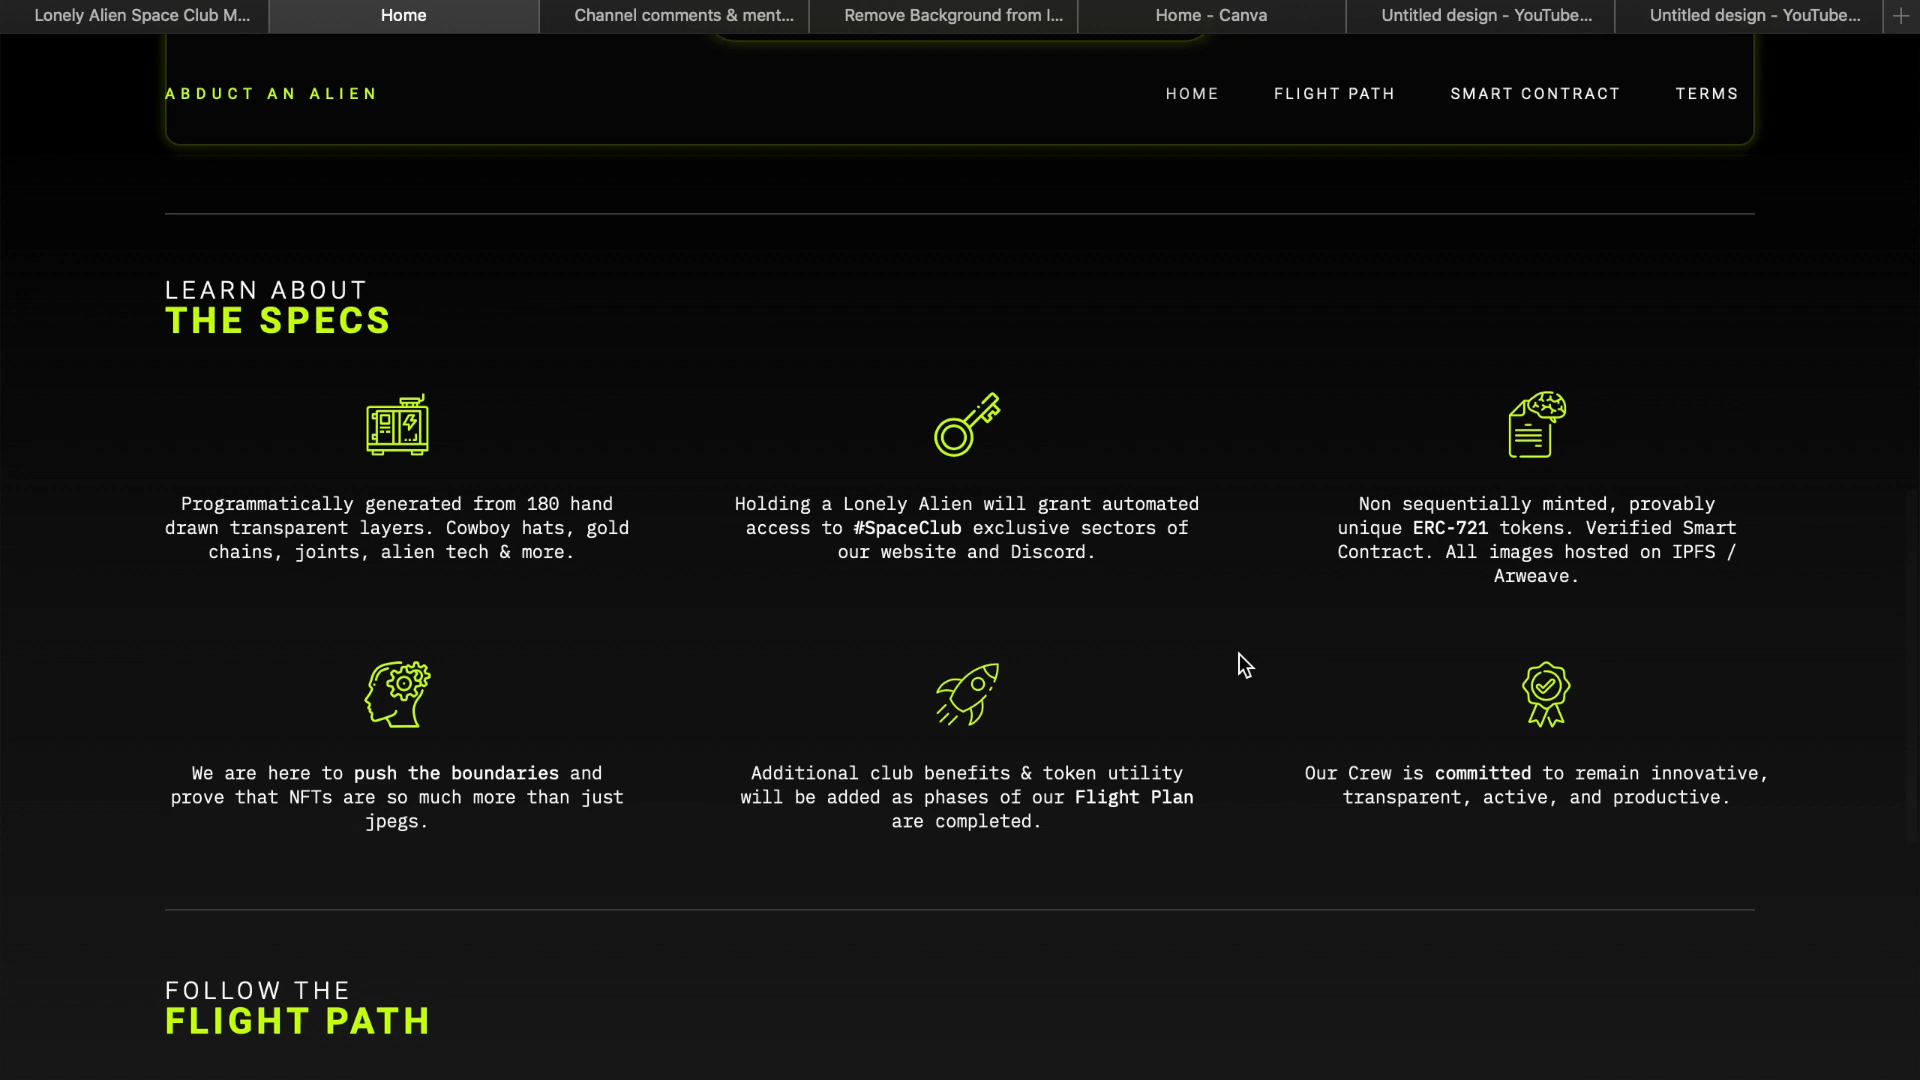 Lonely Alien Space Club M...
Home
Channel comments & ment...
Remove Background from I...
Home - Canva
Untitled design - YouTube...
Untitled design - YouTube...
ABDUCT AN ALIEN
HOME
FLIGHT PATH
SMART CONTRACT
TERMS
LEARN ABOUT
THE SPECS
Programmatically generated from 180 hand
drawn transparent layers. Cowboy hats, gold
chains, joints, alien tech & more.
Holding a Lonely Alien will grant automated
access to #SpaceClub exclusive sectors of
our website and Discord.
Non sequentially minted, provably
unique ERC-721 tokens. Verified Smart
Contract. All images hosted on IPFS /
Arweave.
We are here to push the boundaries and
prove that NFTs are so much more than just
jpegs.
Additional club benefits & token utility
will be added as phases of our Flight Plan
are completed.
Our Crew is committed to remain innovative,
transparent, active, and productive.
FOLLOW THE
FLIGHT PATH